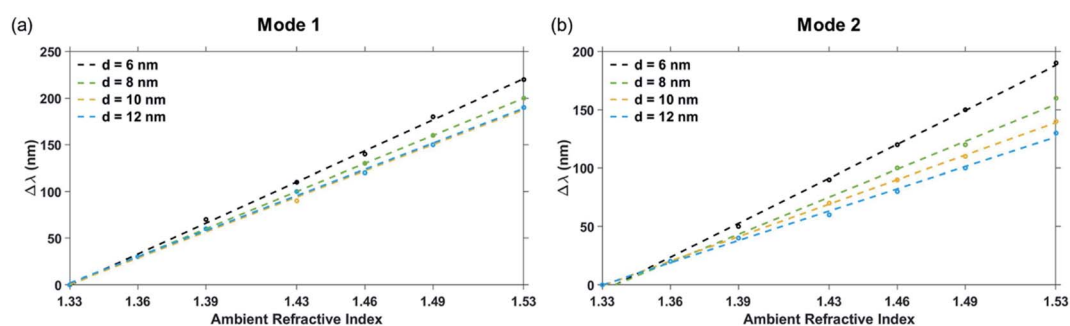 (a)
Mode 1
250
200
150
100
50
0
Δλ (nm)
d = 6 nm
d = 8 nm
d = 10 nm
d = 12 nm
1.33 1.36 1.39 1.43 1.46 1.49 1.53
Ambient Refractive Index
(b)
Mode 2
200
150
100
50
0
Δλ (nm)
d = 6 nm
d = 8 nm
d = 10 nm
d = 12 nm
1.33 1.36 1.39 1.43 1.46 1.49 1.53
Ambient Refractive Index